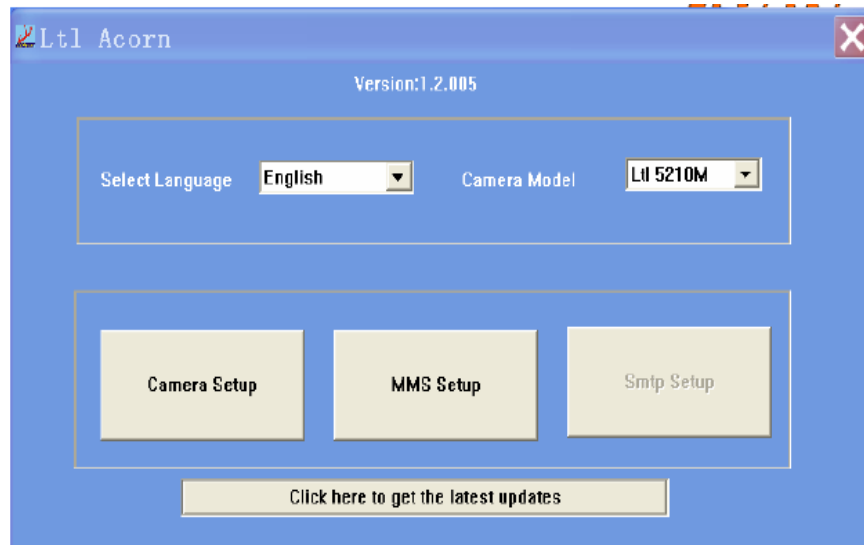 Ltl Acorn
Version:1.2.005
Select Language English Camera Model Ltl 5210M
Camera Setup MMS Setup Smtp Setup
Click here to get the latest updates